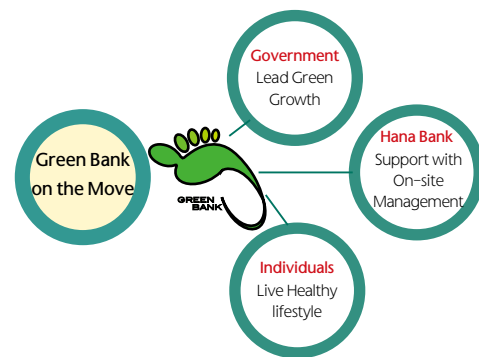 Government
Lead Green
Growth
Green Bank
on the Move
Hana Bank
Support with
On-site
Management
GREEN
BANK
Individuals
Live Healthy
lifestyle